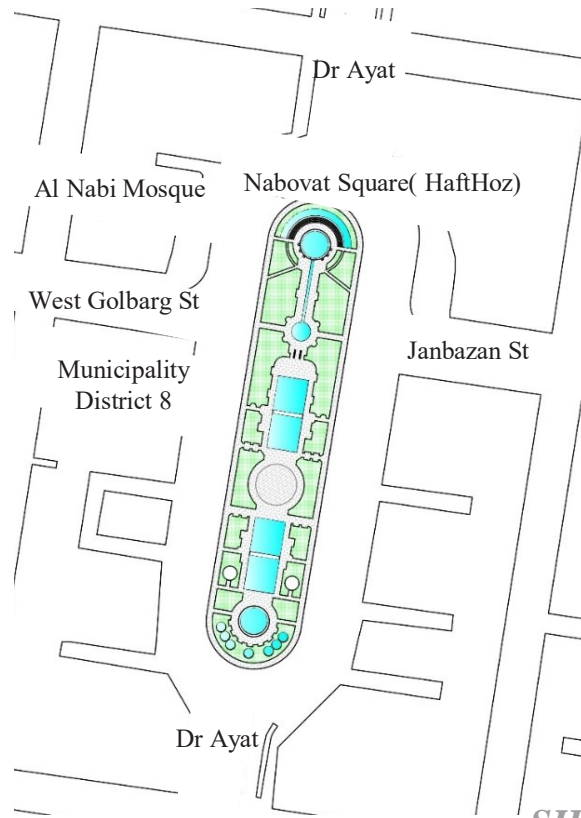 Dr Ayat
Al Nabi Mosque
Nabovat Square( HaftHoz)
West Golbarg St
Janbazan St
Municipality
District 8
Dr Ayat